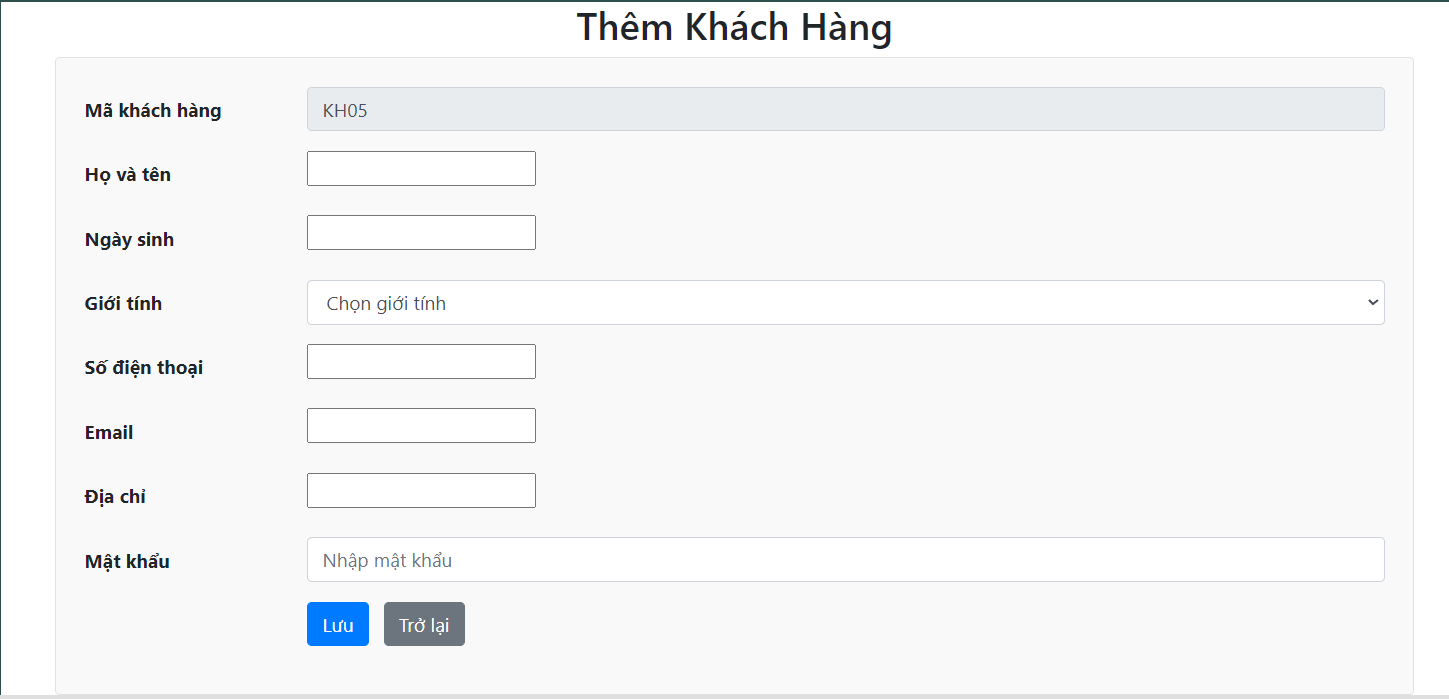 Thêm Khách Hàng
Mã khách hàng KH05
Họ và tên
Ngày sinh
Giới tính Chọn giới tính
Số điện thoại
Email
Địa chỉ
Mật khẩu Nhập mật khẩu
Lưu Trở lại